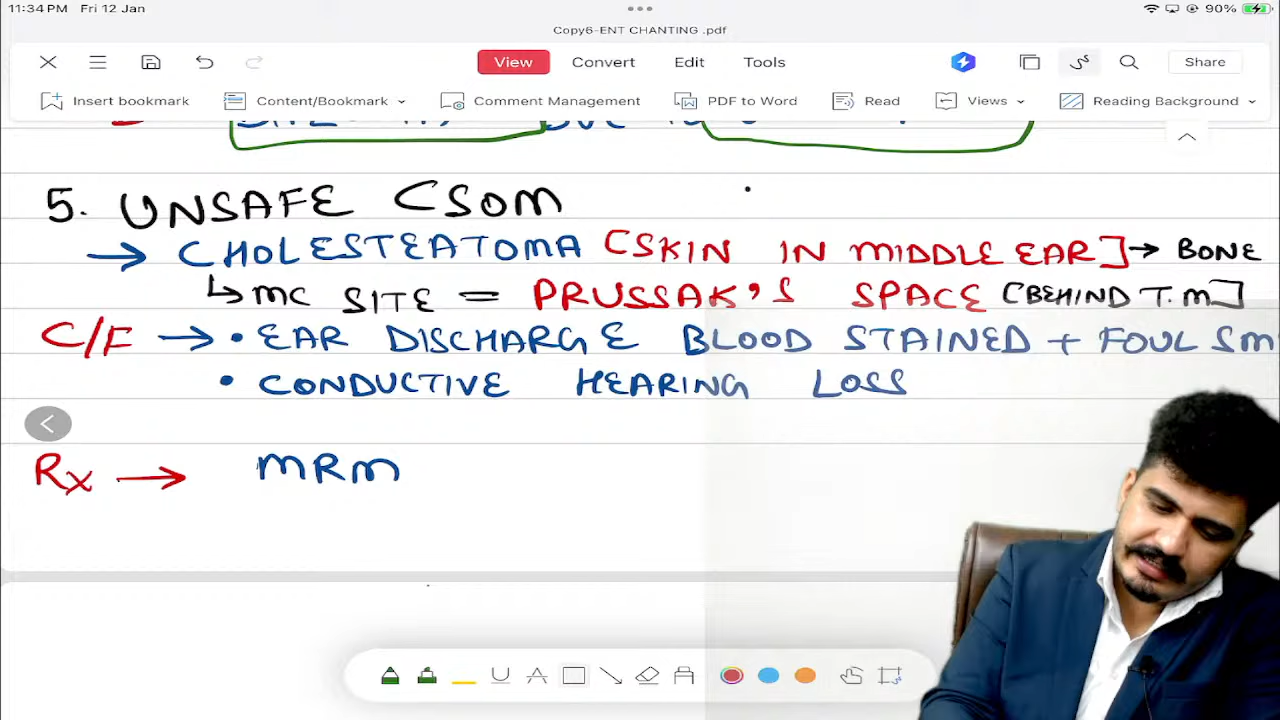 11:34 PM Fri 12 Jan 90%
Copy6-ENT CHANTING .pdf
View Convert Edit Tools Share
Insert bookmark Content/Bookmark Comment Management PDF to Word Read Views Reading Background
5. UNSAFE CSOM
→ CHOLESTEATOMA [SKIN IN MIDDLE EAR] → BONE
↳ MC SITE = PRUSSAK'S SPACE [BEHIND T.M]
C/F → • EAR DISCHARGE BLOOD STAINED + FOUL SM
• CONDUCTIVE HEARING LOSS
Rx → MRM